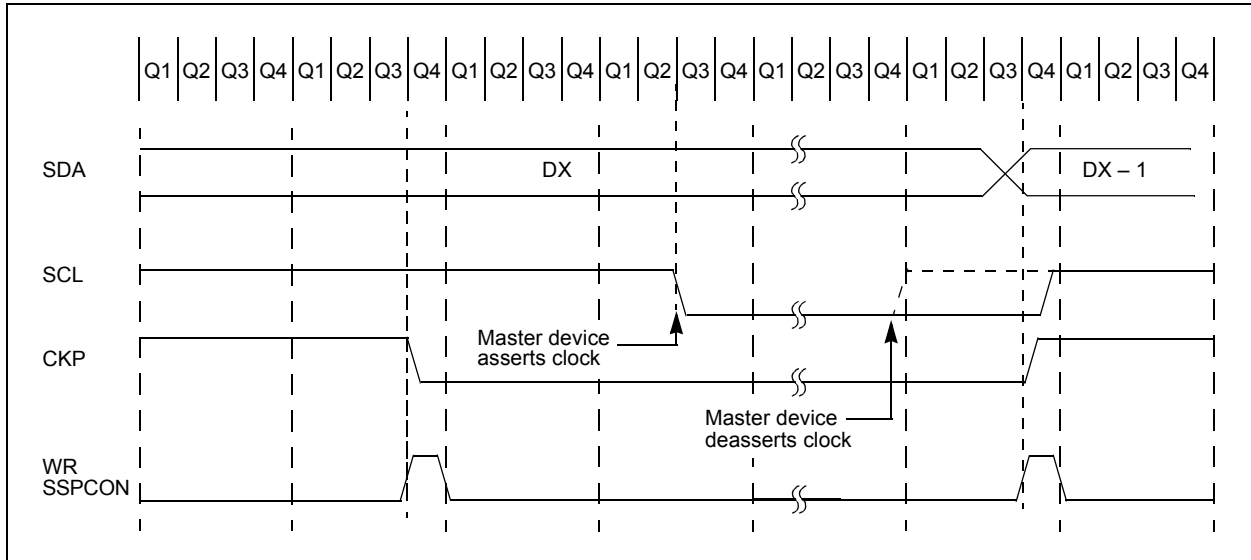 Q1 Q2 Q3 Q4 Q1 Q2 Q3 Q4 Q1 Q2 Q3 Q4 Q1 Q2 Q3 Q4 Q1 Q2 Q3 Q4 Q1 Q2 Q3 Q4 Q1 Q2 Q3 Q4
SDA DX DX – 1
SCL
Master device
asserts clock
CKP
Master device
deasserts clock
WR
SSPCON